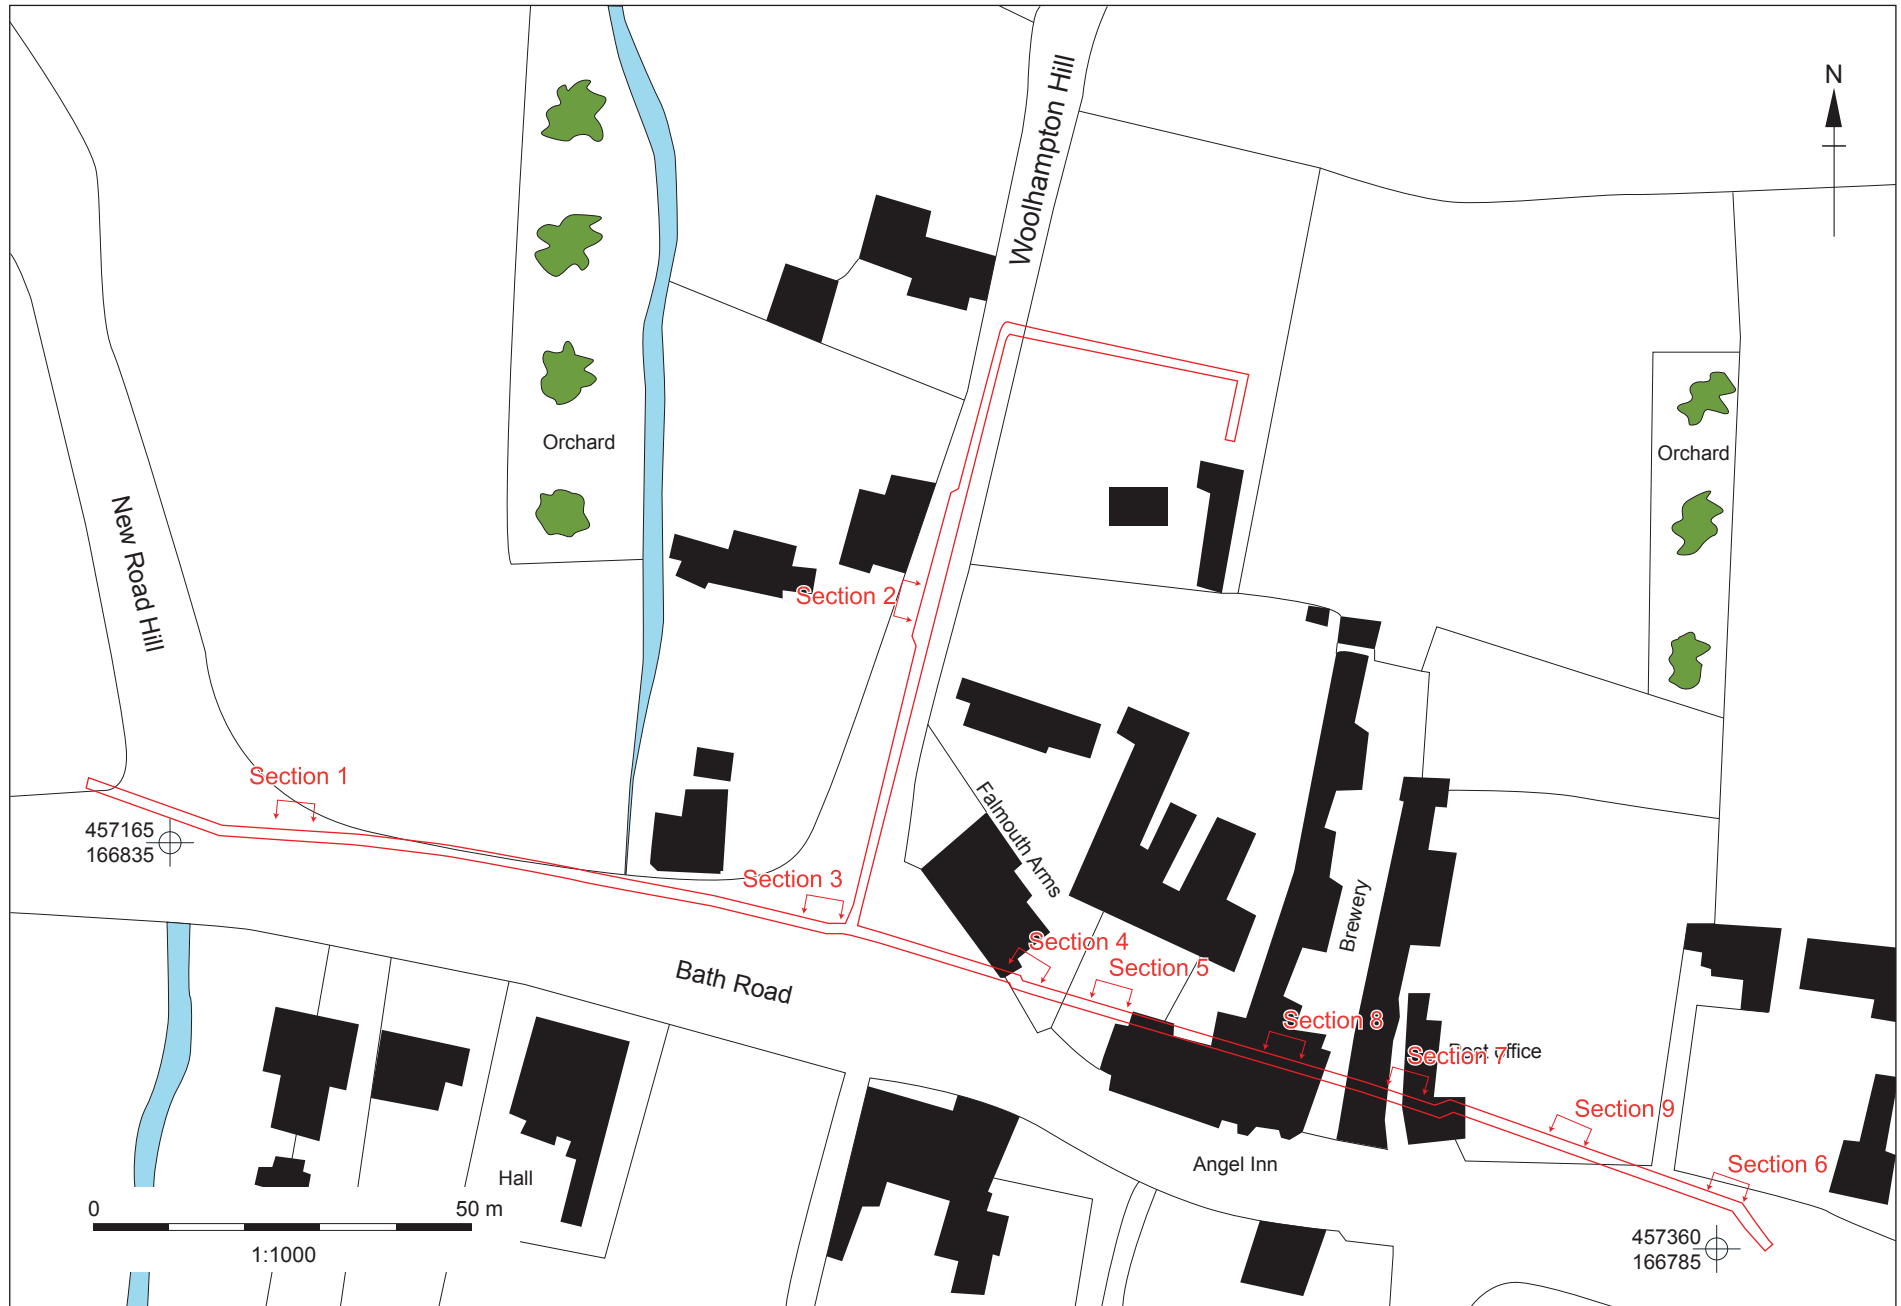 N
Woolhampton Hill
Orchard
Orchard
New Road Hill
Section 2
Section 1
457165
166835
Falmouth Arms
Section 3
Brewery
Section 4
Section 5
Bath Road
Section 8
Post office
Section 7
Section 9
Angel Inn
Section 6
Hall
0 50 m
1:1000
457360
166785